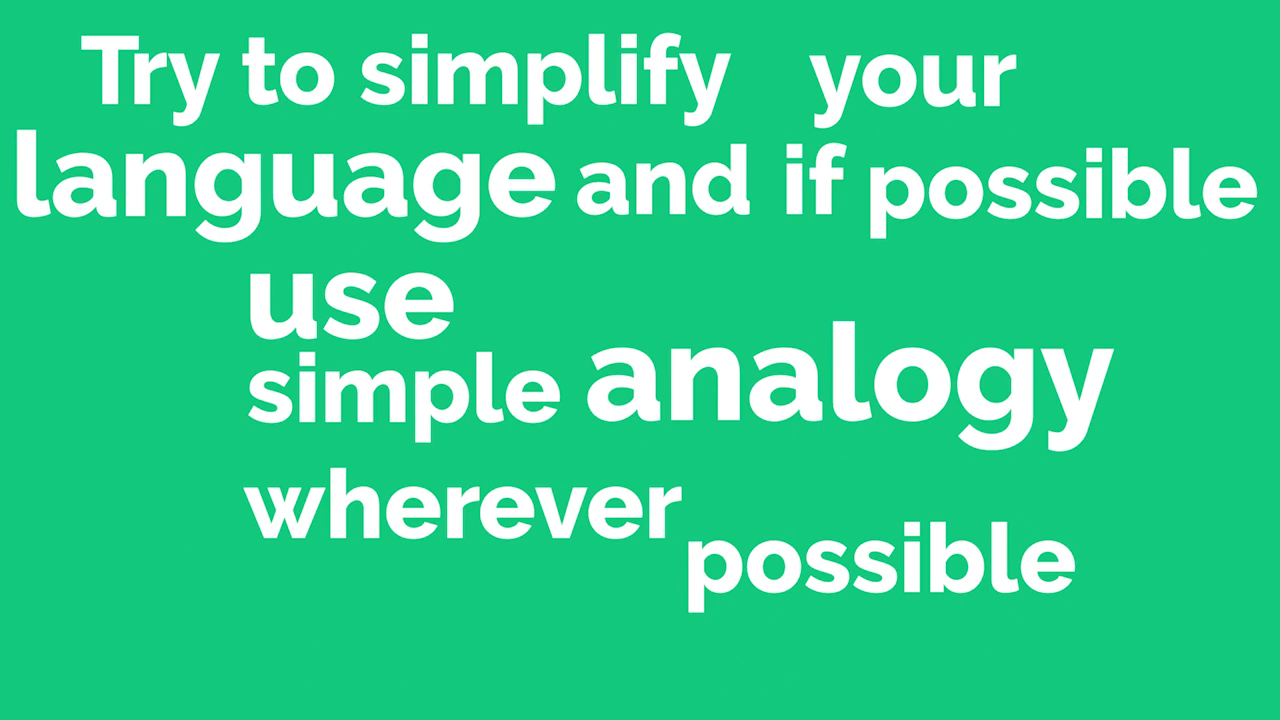 Try to simplify your
language and if possible
use
simple analogy
wherever
possible